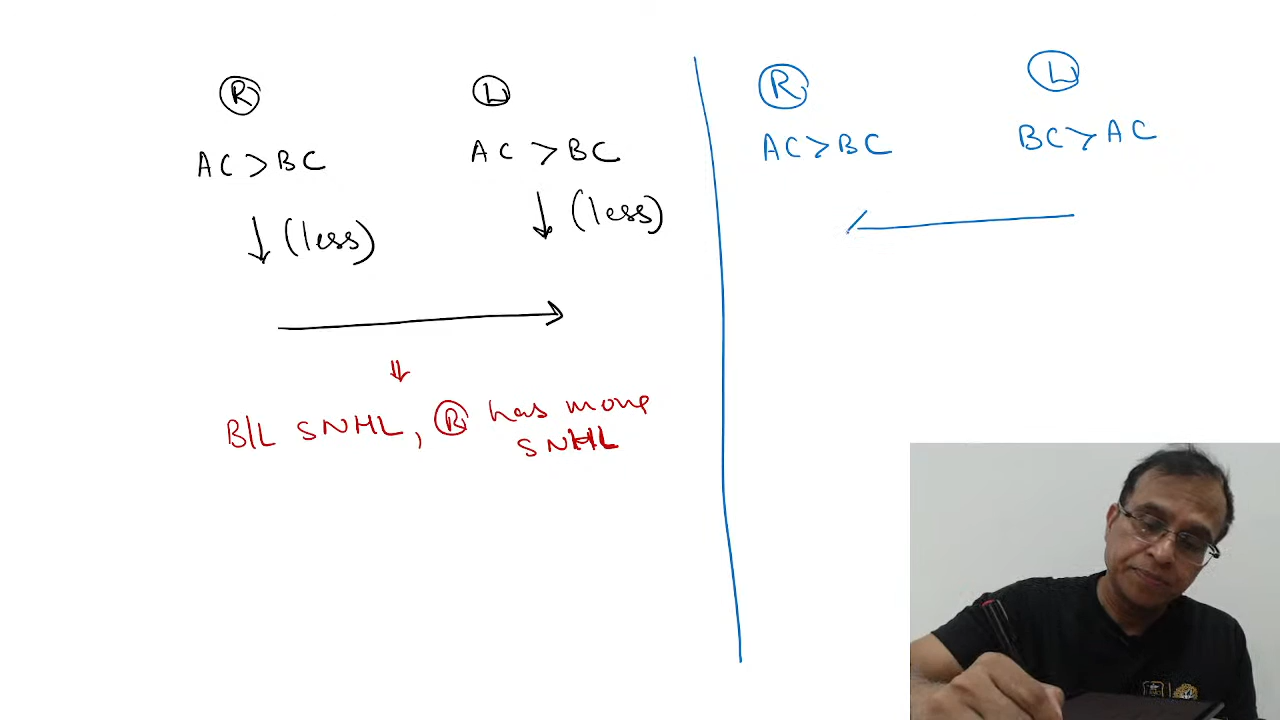 R L
AC > BC AC > BC
↓ (less) ↓ (less)
⇓
B/L SNHL, R has more
SNHL
R L
AC > BC BC > AC